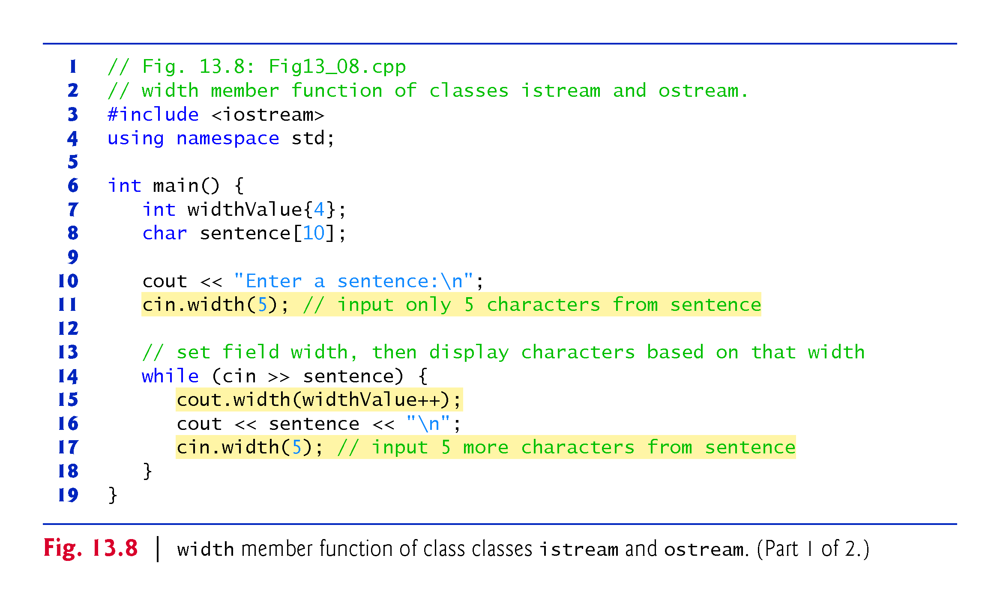 1 // Fig. 13.8: Fig13_08.cpp
2 // width member function of classes istream and ostream.
3 #include <iostream>
4 using namespace std;
5
6 int main() {
7    int widthValue{4};
8    char sentence[10];
9
10    cout << "Enter a sentence:\n";
11    cin.width(5); // input only 5 characters from sentence
12
13    // set field width, then display characters based on that width
14    while (cin >> sentence) {
15       cout.width(widthValue++);
16       cout << sentence << "\n";
17       cin.width(5); // input 5 more characters from sentence
18    }
19 }
Fig. 13.8 | width member function of class classes istream and ostream. (Part 1 of 2.)